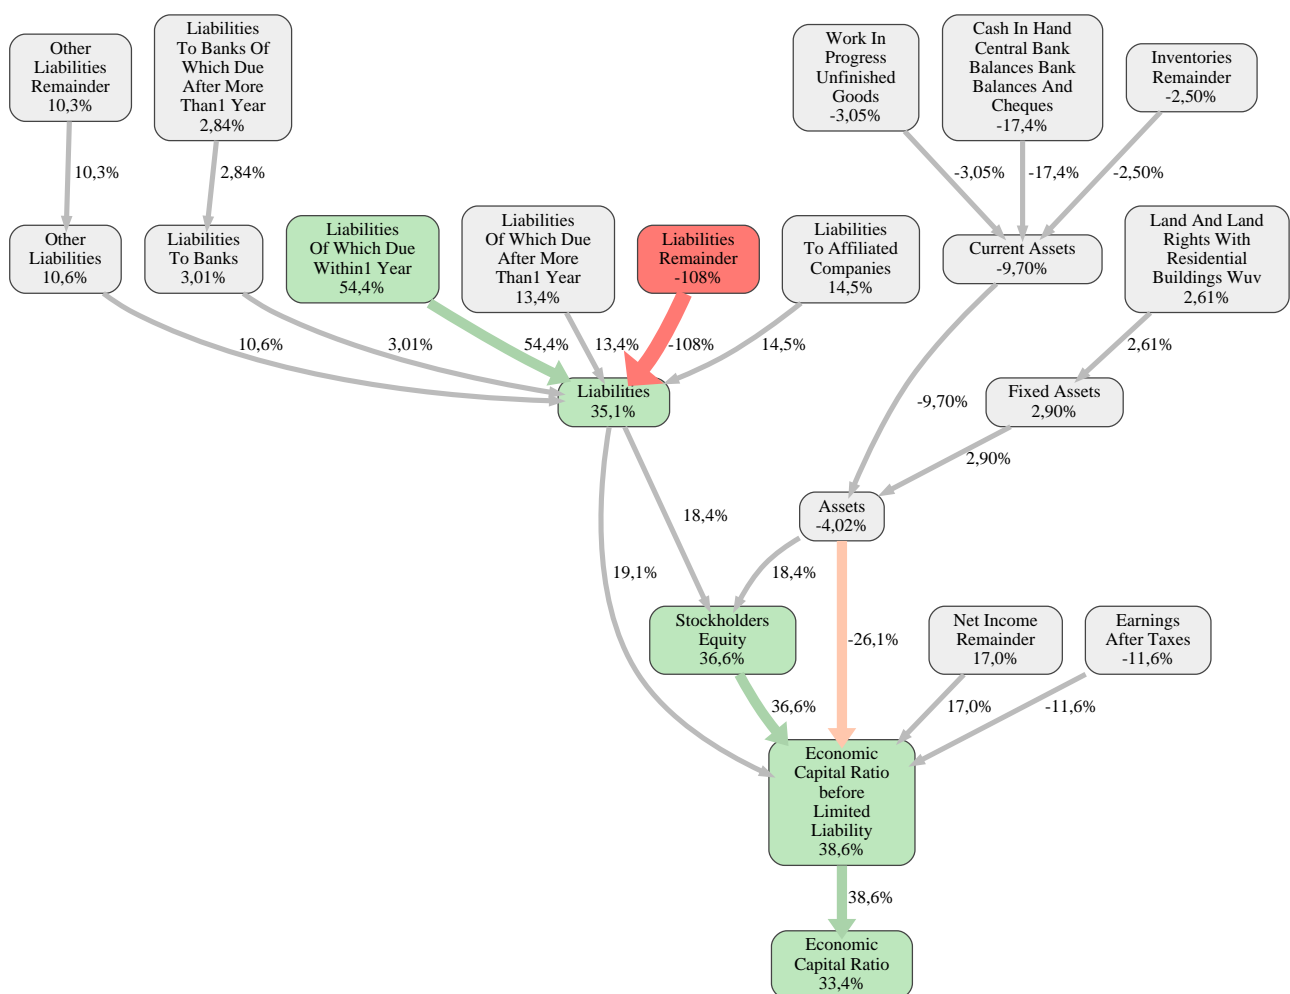 Other
Liabilities
Remainder
10,3%
Liabilities
To Banks Of
Which Due
After More
Than1 Year
2,84%
Work In
Progress
Unfinished
Goods
-3,05%
Cash In Hand
Central Bank
Balances Bank
Balances And
Cheques
-17,4%
Inventories
Remainder
-2,50%
10,3%
2,84%
-3,05%
-17,4%
-2,50%
Other
Liabilities
10,6%
Liabilities
To Banks
3,01%
Liabilities
Of Which Due
Within1 Year
54,4%
Liabilities
Of Which Due
After More
Than1 Year
13,4%
Liabilities
Remainder
-108%
Liabilities
To Affiliated
Companies
14,5%
Current Assets
-9,70%
Land And Land
Rights With
Residential
Buildings Wuv
2,61%
10,6%
3,01%
54,4%
13,4%
-108%
14,5%
2,61%
Liabilities
35,1%
-9,70%
Fixed Assets
2,90%
2,90%
Assets
-4,02%
18,4%
19,1%
18,4%
Stockholders
Equity
36,6%
-26,1%
Net Income
Remainder
17,0%
Earnings
After Taxes
-11,6%
36,6%
17,0%
-11,6%
Economic
Capital Ratio
before
Limited
Liability
38,6%
38,6%
Economic
Capital Ratio
33,4%